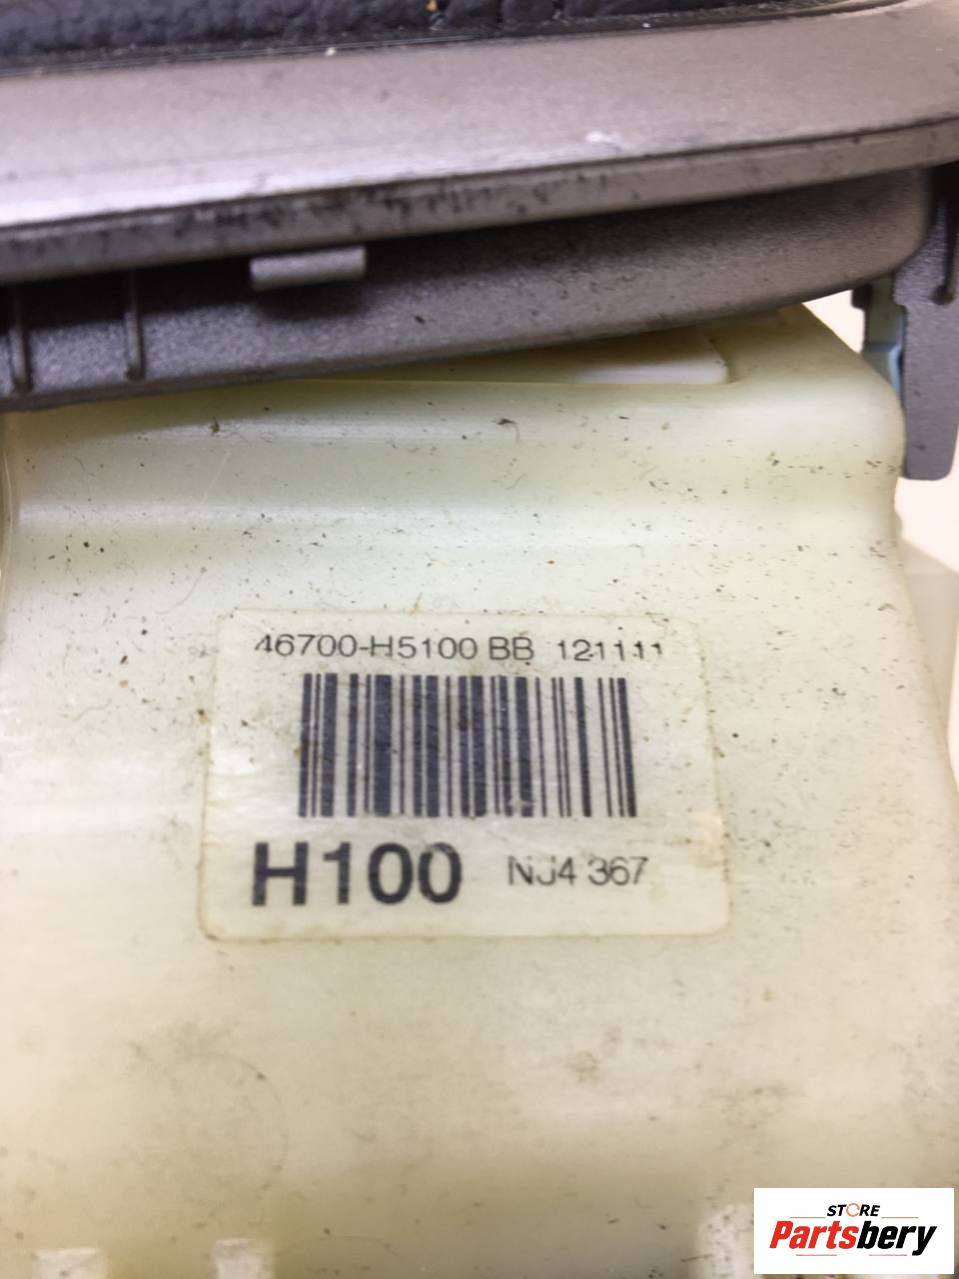 46700-H5100 BB 121111
H100 NJ4 367
STORE
Partsbery